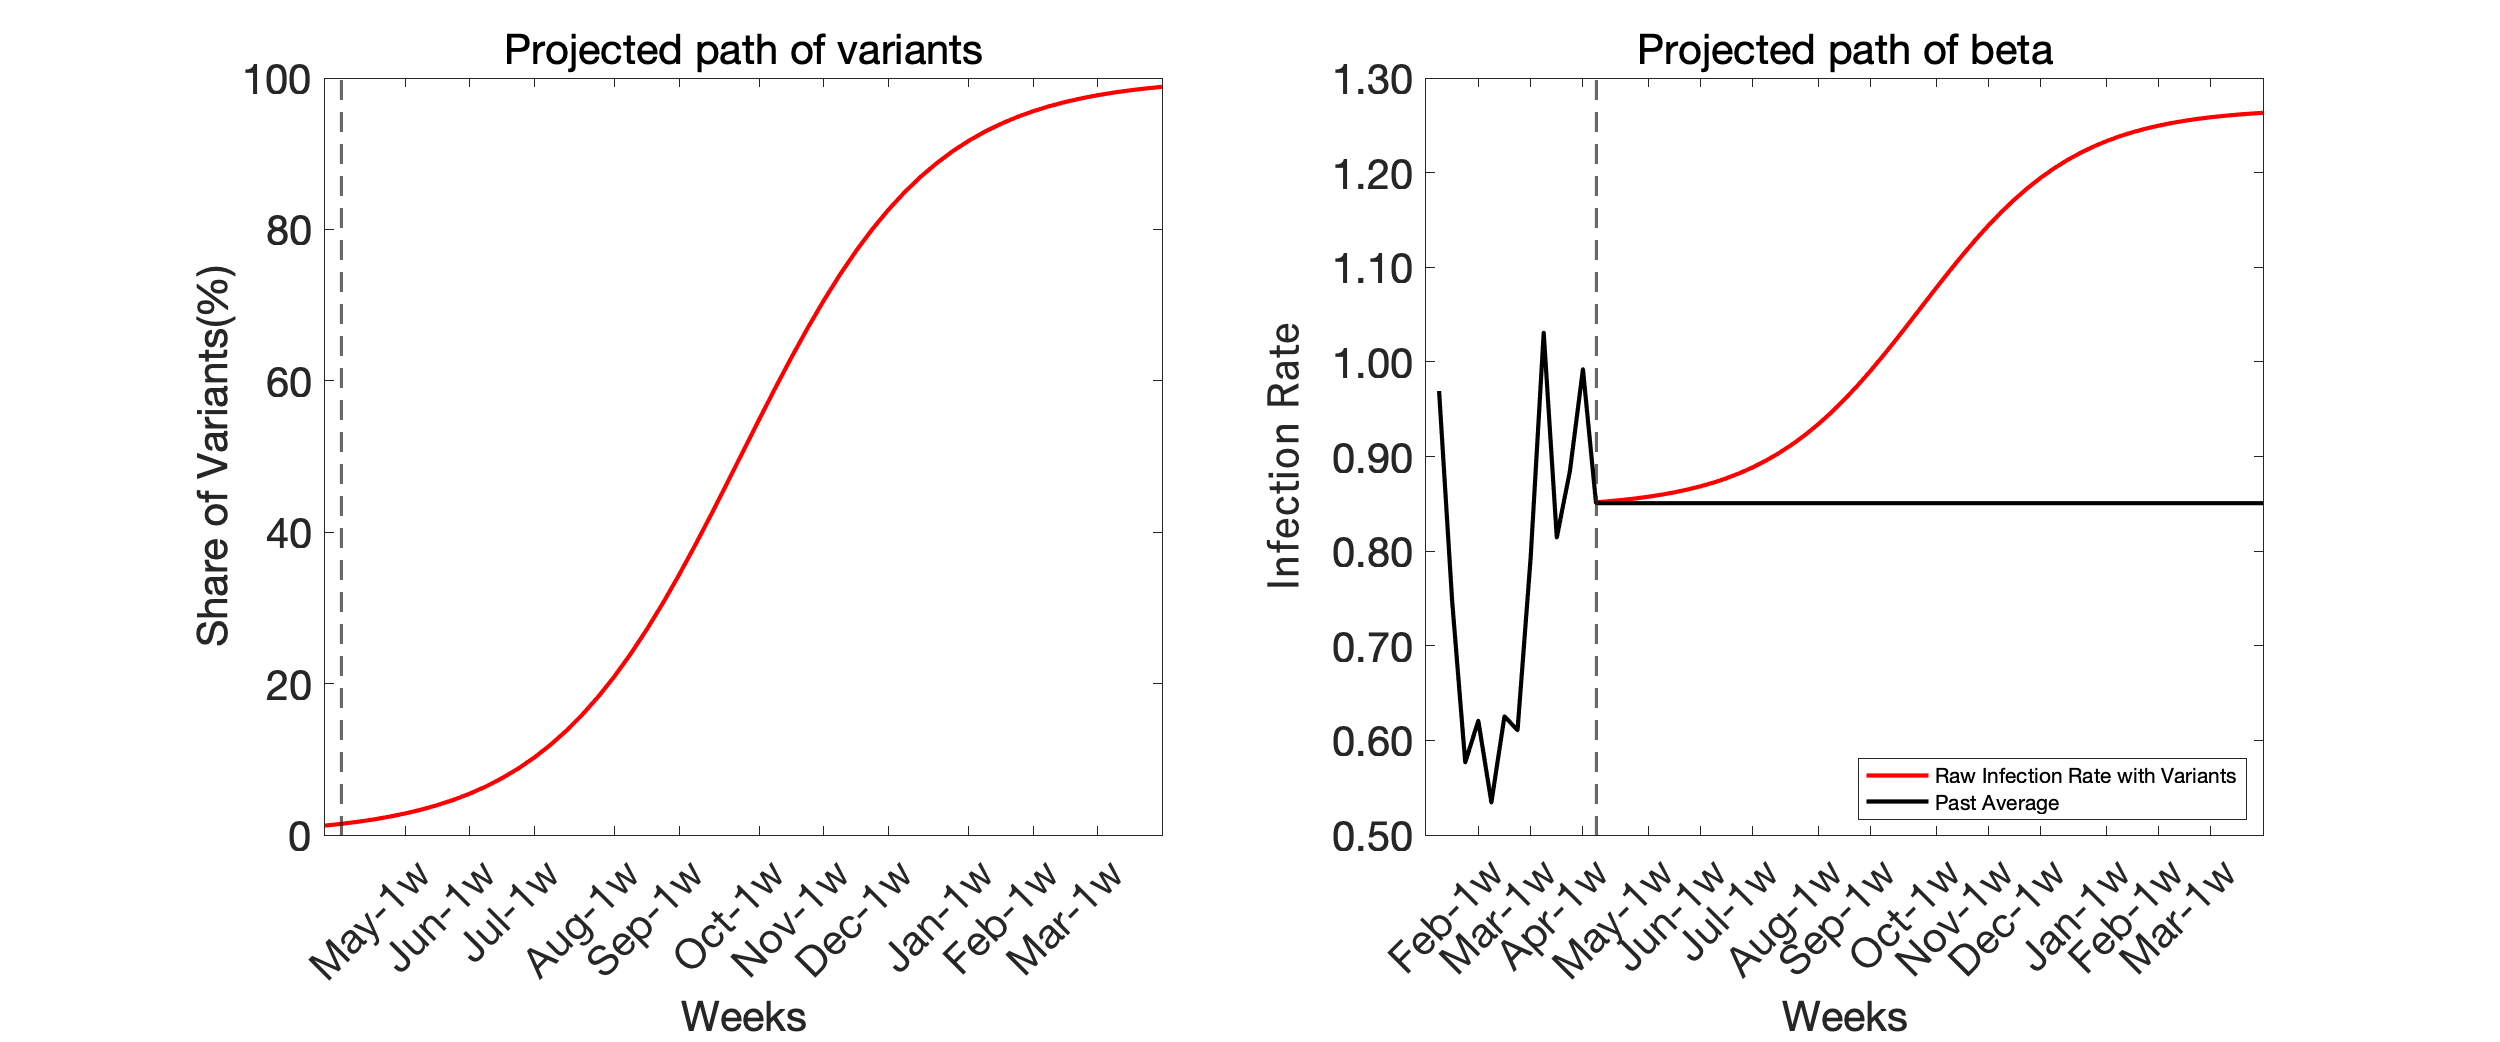 Projected path of variants
100
80
60
40
20
0
Share of Variants(%)
May-1w
Jun-1w
Jul-1w
Aug-1w
Sep-1w
Oct-1w
Nov-1w
Dec-1w
Jan-1w
Feb-1w
Mar-1w
Weeks
Projected path of beta
1.30
1.20
1.10
1.00
0.90
0.80
0.70
0.60
0.50
Infection Rate
Raw Infection Rate with Variants
Past Average
Feb-1w
Mar-1w
Apr-1w
May-1w
Jun-1w
Jul-1w
Aug-1w
Sep-1w
Oct-1w
Nov-1w
Dec-1w
Jan-1w
Feb-1w
Mar-1w
Weeks